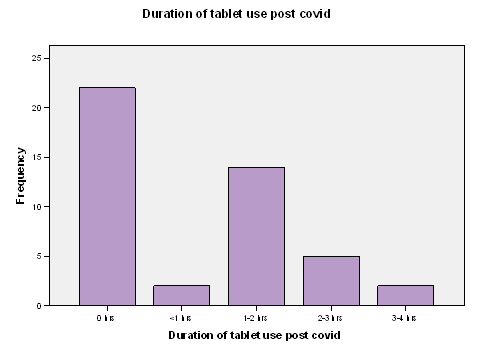 Duration of tablet use post covid
25
20
15
10
5
0
Frequency
0 hrs
<1 hrs
1-2 hrs
2-3 hrs
3-4 hrs
Duration of tablet use post covid